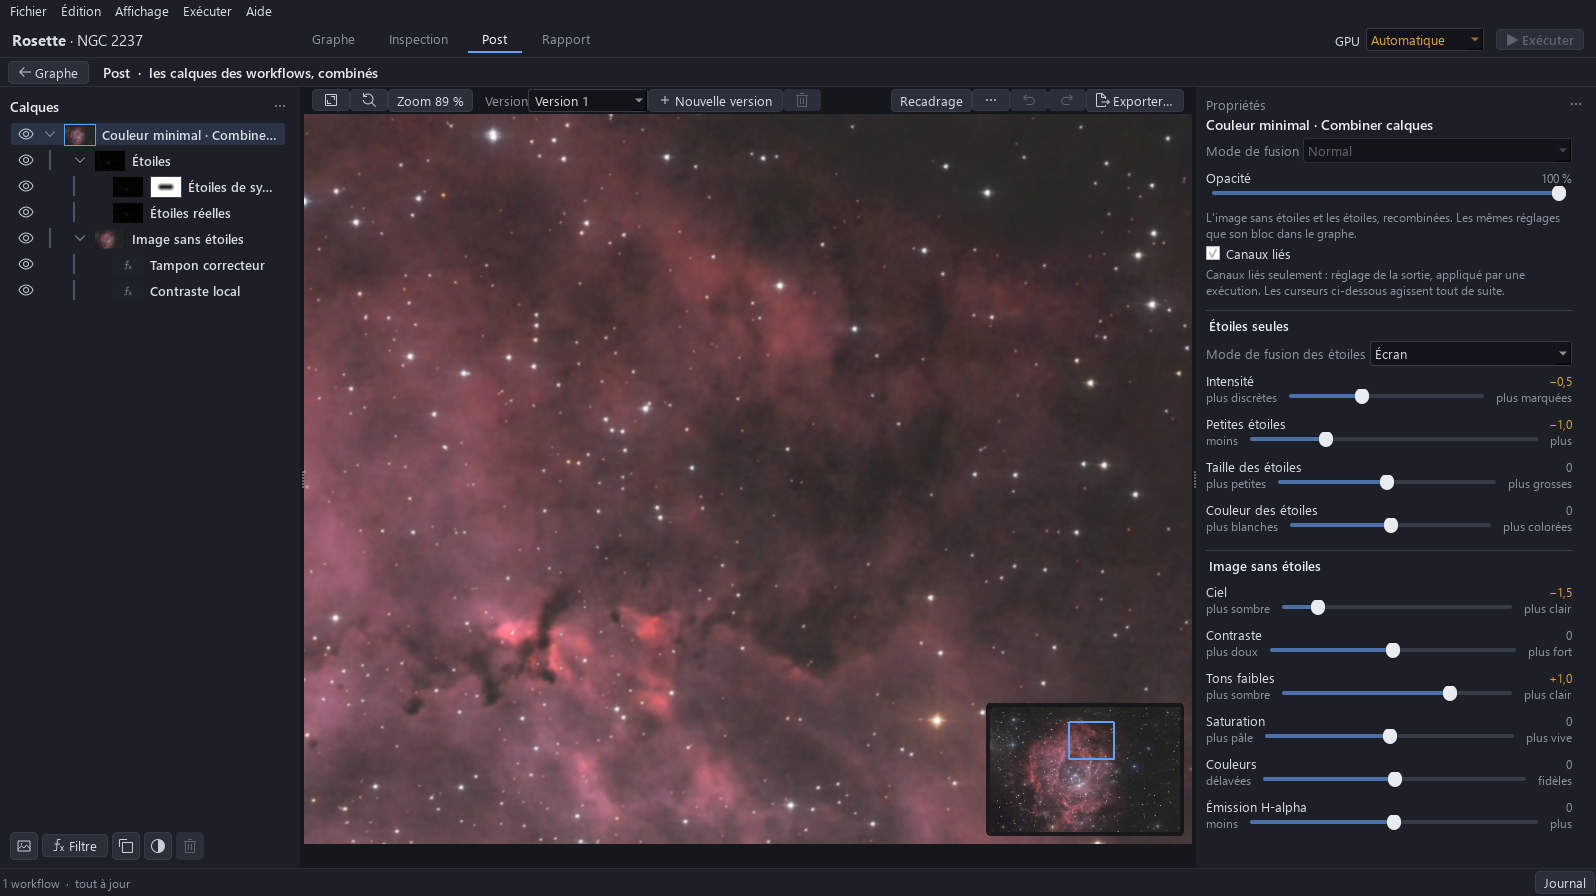 Fichier Édition Affichage Exécuter Aide
Rosette · NGC 2237
Graphe Inspection Post Rapport
GPU Automatique Exécuter
Graphe Post · les calques des workflows, combinés
Calques
Couleur minimal · Combine...
Étoiles
Étoiles de sy...
Étoiles réelles
Image sans étoiles
fx Tampon correcteur
fx Contraste local
fx Filtre
Zoom 89 % Version Version 1 + Nouvelle version
Recadrage ... Exporter...
Propriétés
Couleur minimal · Combiner calques
Mode de fusion Normal
Opacité 100 %
L'image sans étoiles et les étoiles, recombinées. Les mêmes réglages
que son bloc dans le graphe.
Canaux liés
Canaux liés seulement : réglage de la sortie, appliqué par une
exécution. Les curseurs ci-dessous agissent tout de suite.
Étoiles seules
Mode de fusion des étoiles Écran
Intensité −0,5
plus discrètes plus marquées
Petites étoiles −1,0
moins plus
Taille des étoiles 0
plus petites plus grosses
Couleur des étoiles 0
plus blanches plus colorées
Image sans étoiles
Ciel −1,5
plus sombre plus clair
Contraste 0
plus doux plus fort
Tons faibles +1,0
plus sombre plus clair
Saturation 0
plus pâle plus vive
Couleurs 0
délavées fidèles
Émission H-alpha 0
moins plus
1 workflow · tout à jour
Journal